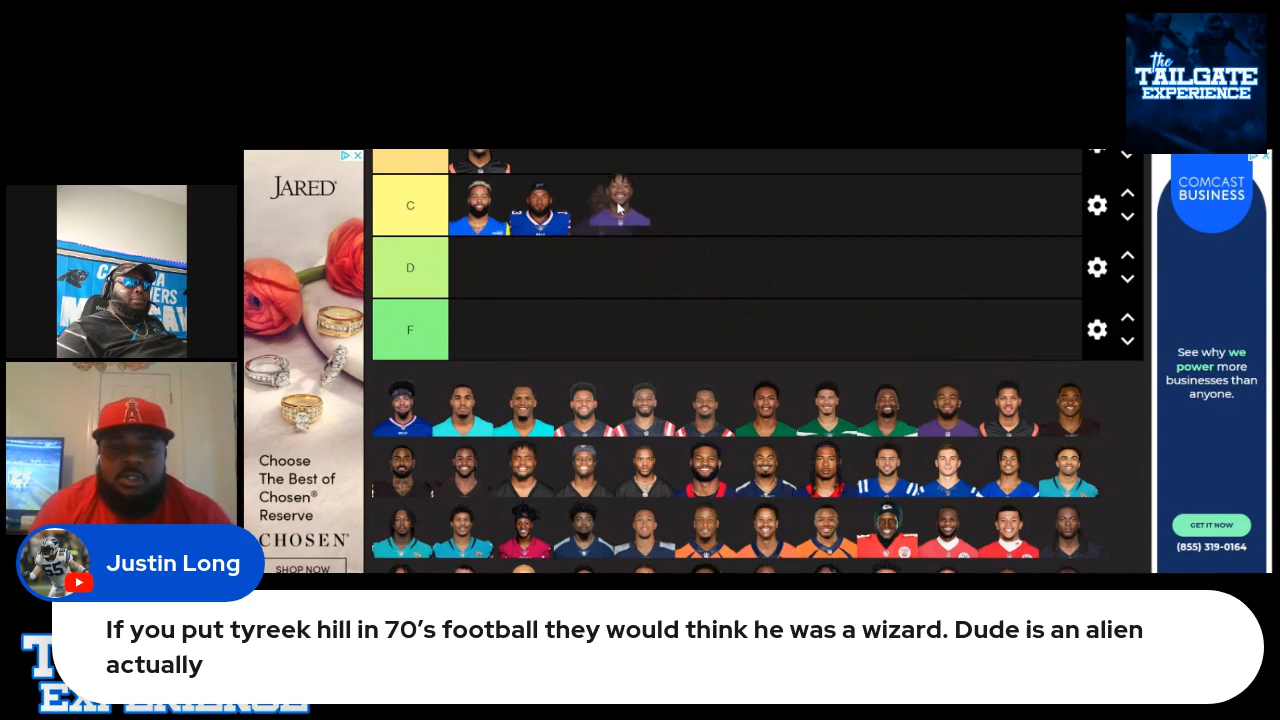 the
TAILGATE
EXPERIENCE
JARED®
COMCAST
BUSINESS
C
D
F
See why we
power more
businesses than
anyone.
Choose
The Best of
Chosen®
Reserve
CHOSEN®
SHOP NOW
GET IT NOW
(855) 319-0164
Justin Long
If you put tyreek hill in 70's football they would think he was a wizard. Dude is an alien
actually